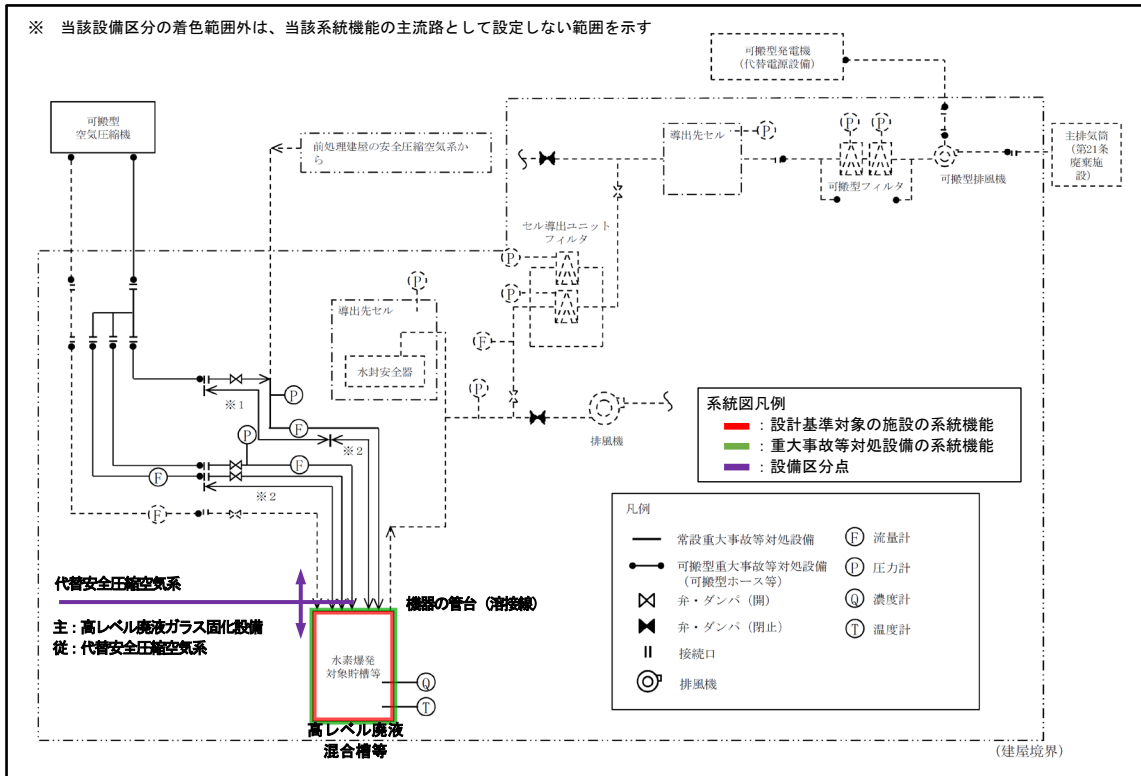 ※　当該設備区分の着色範囲外は、当該系統機能の主流路として設定しない範囲を示す
可搬型発電機
（代替電源設備）
可搬型
空気圧縮機
前処理建屋の安全圧縮空気系か
ら
導出先セル
P
P
P
可搬型フィルタ
可搬型排風機
主排気筒
（第21条
廃棄施
設）
セル導出ユニット
フィルタ
P
P
P
導出先セル
水封安全器
F
P
排風機
P
※１
F
※２
P
F
F
※２
F
系統図凡例
：設計基準対象の施設の系統機能
：重大事故等対処設備の系統機能
：設備区分点
凡例
常設重大事故等対処設備
可搬型重大事故等対処設備
（可搬型ホース等）
弁・ダンパ（開）
弁・ダンパ（閉止）
接続口
排風機
F 流量計
P 圧力計
Q 濃度計
T 温度計
代替安全圧縮空気系
機器の管台（溶接線）
主：高レベル廃液ガラス固化設備
従：代替安全圧縮空気系
水素爆発
対象貯槽等
Q
T
高レベル廃液
混合槽等
（建屋境界）